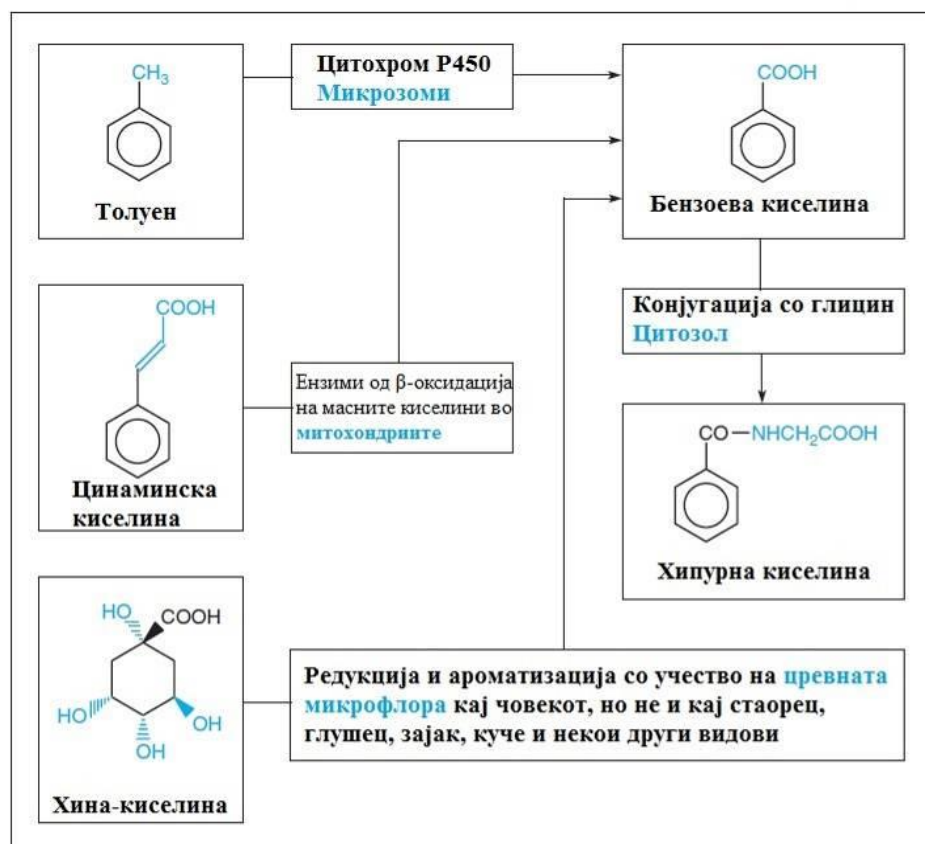 CH₃
Толуен
Цитохром P450
Микрозоми
COOH
Бензоева киселина
COOH
Цинаминска
киселина
Ензими од β-оксидација
на масните киселини во
митохондриите
Конјугација со глицин
Цитозол
CO—NHCH₂COOH
Хипурна киселина
HO
COOH
HO
OH
OH
Хина-киселина
Редукција и ароматизација со учество на цревната
микрофлора кај човекот, но не и кај стаорец,
глушец, зајак, куче и некои други видови